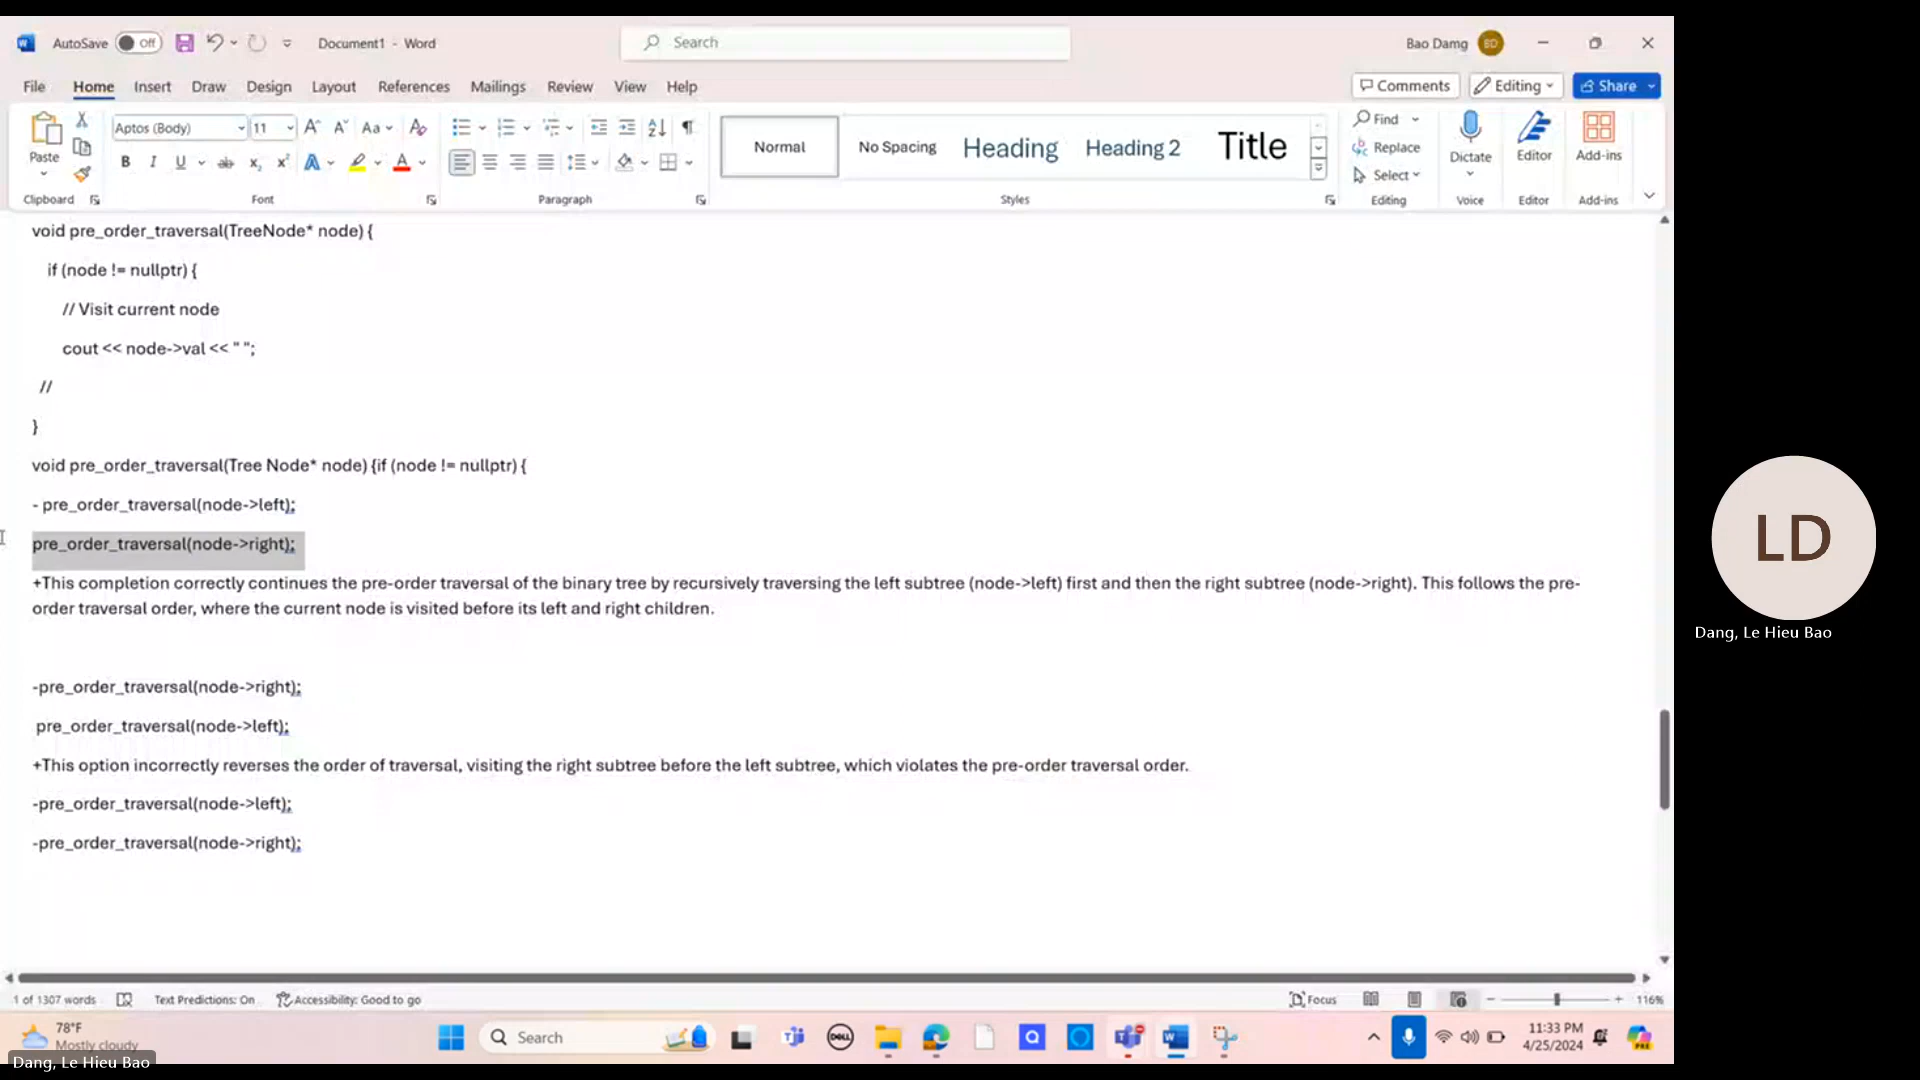 AutoSave Off Document1 - Word Search Bao Damg BD
File Home Insert Draw Design Layout References Mailings Review View Help Comments Editing Share
Aptos (Body) 11 Aa Normal No Spacing Heading Heading 2 Title Find Replace Select
Paste Dictate Editor Add-ins
Clipboard Font Paragraph Styles Editing Voice Editor Add-ins
void pre_order_traversal(TreeNode* node) {
if (node != nullptr) {
// Visit current node
cout << node->val << " ";
//
}
void pre_order_traversal(Tree Node* node) {if (node != nullptr) {
- pre_order_traversal(node->left);
pre_order_traversal(node->right);
+This completion correctly continues the pre-order traversal of the binary tree by recursively traversing the left subtree (node->left) first and then the right subtree (node->right). This follows the pre-
order traversal order, where the current node is visited before its left and right children.
-pre_order_traversal(node->right);
pre_order_traversal(node->left);
+This option incorrectly reverses the order of traversal, visiting the right subtree before the left subtree, which violates the pre-order traversal order.
-pre_order_traversal(node->left);
-pre_order_traversal(node->right);
1 of 1307 words Text Predictions: On Accessibility: Good to go Focus 116%
78°F
Mostly cloudy
Search
DELL
11:33 PM
4/25/2024
PRE
Dang, Le Hieu Bao
LD
Dang, Le Hieu Bao